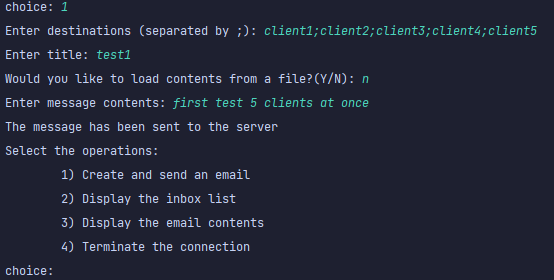 choice: 1
Enter destinations (separated by ;): client1;client2;client3;client4;client5
Enter title: test1
Would you like to load contents from a file?(Y/N): n
Enter message contents: first test 5 clients at once
The message has been sent to the server
Select the operations:
1) Create and send an email
2) Display the inbox list
3) Display the email contents
4) Terminate the connection
choice: